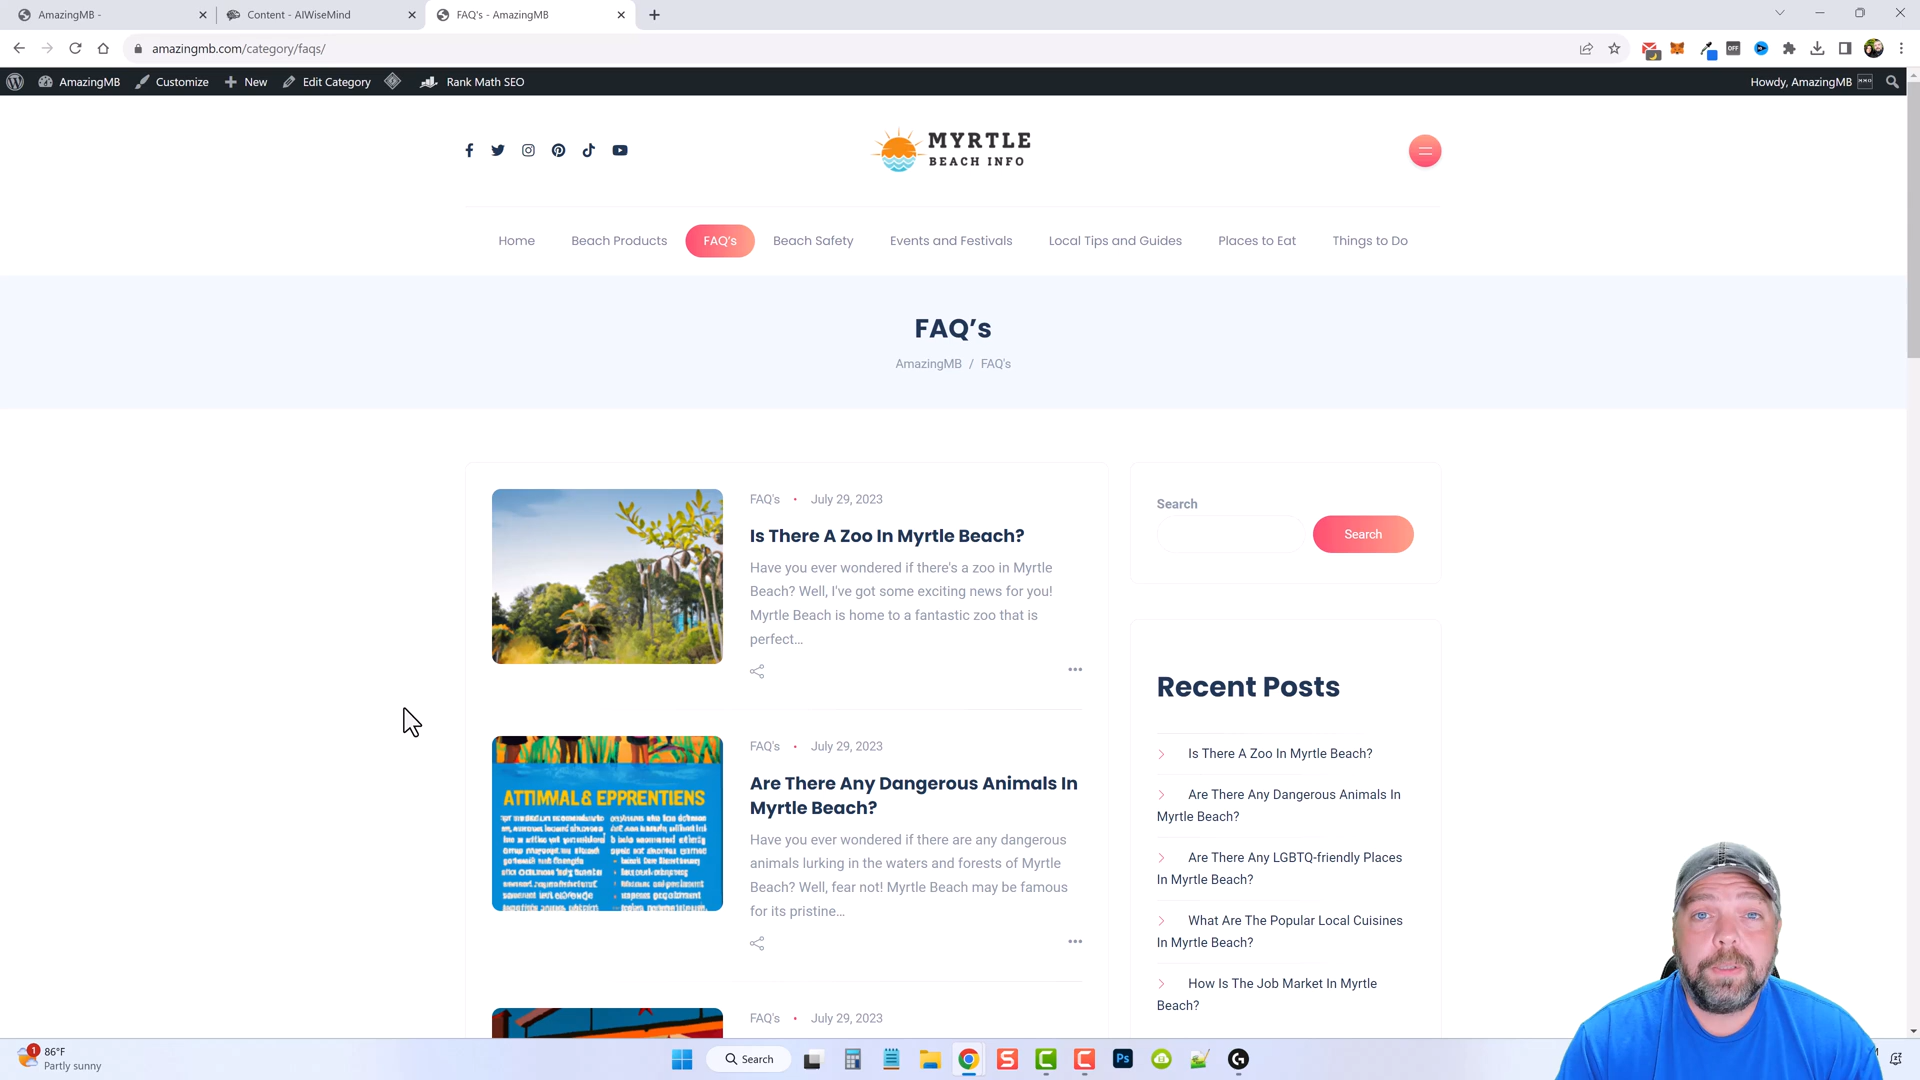 AmazingMB -
Content - AIWiseMind
FAQ's - AmazingMB
amazingmb.com/category/faqs/
AmazingMB
Customize
New
Edit Category
Rank Math SEO
Howdy, AmazingMB
MYRTLE
BEACH INFO
Home
Beach Products
FAQ's
Beach Safety
Events and Festivals
Local Tips and Guides
Places to Eat
Things to Do
FAQ's
AmazingMB / FAQ's
FAQ's • July 29, 2023
Is There A Zoo In Myrtle Beach?
Have you ever wondered if there's a zoo in Myrtle
Beach? Well, I've got some exciting news for you!
Myrtle Beach is home to a fantastic zoo that is
perfect…
ATTIMMAL & EPPRENTIENS
FAQ's • July 29, 2023
Are There Any Dangerous Animals In
Myrtle Beach?
Have you ever wondered if there are any dangerous
animals lurking in the waters and forests of Myrtle
Beach? Well, fear not! Myrtle Beach may be famous
for its pristine…
FAQ's • July 29, 2023
Search
Search
Recent Posts
Is There A Zoo In Myrtle Beach?
Are There Any Dangerous Animals In
Myrtle Beach?
Are There Any LGBTQ-friendly Places
In Myrtle Beach?
What Are The Popular Local Cuisines
In Myrtle Beach?
How Is The Job Market In Myrtle
Beach?
1
86°F
Partly sunny
Search
Ps